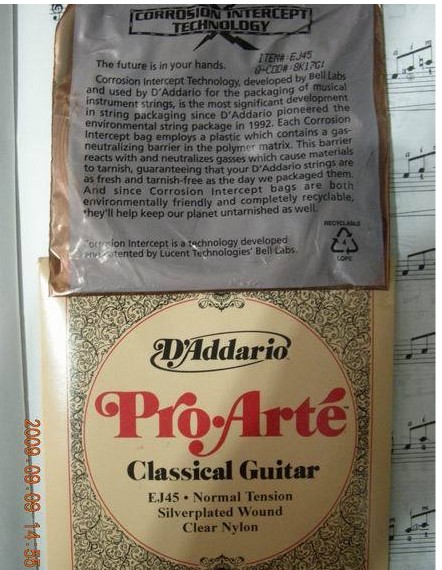 CORROSION INTERCEPT
TECHNOLOGY
The future is in your hands.
ITEM#:EJ45
Q-COD#:8K17G1
Corrosion Intercept Technology, developed by Bell Labs
and used by D'Addario for the packaging of musical
instrument strings, is the most significant development
in string packaging since D'Addario pioneered the
environmental string package in 1992. Each Corrosion
Intercept bag employs a plastic which contains a gas-
neutralizing barrier in the polymer matrix. This barrier
reacts with and neutralizes gasses which cause materials
to tarnish, guaranteeing that your D'Addario strings are
as fresh and tarnish-free as the day we packaged them.
And since Corrosion Intercept bags are both
environmentally friendly and completely recyclable,
they'll help keep our planet untarnished as well.
RECYCLABLE
4
LDPE
Corrosion Intercept is a technology developed
and patented by Lucent Technologies' Bell Labs.
D'Addario
Pro·Arté
Classical Guitar
EJ45 • Normal Tension
Silverplated Wound
Clear Nylon
2009-09-09 14:55